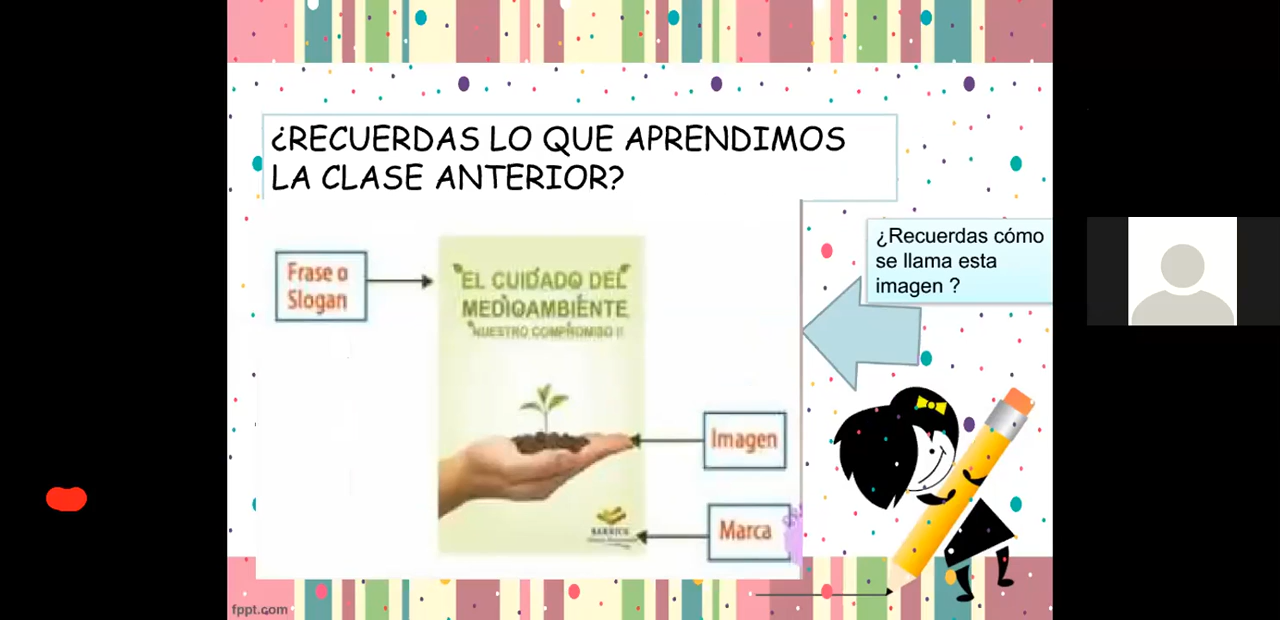 ¿RECUERDAS LO QUE APRENDIMOS
LA CLASE ANTERIOR?
¿Recuerdas cómo
se llama esta
imagen ?
Frase o
Slogan
EL CUIDADO DEL
MEDIOAMBIENTE
NUESTRO COMPROMISO !!
Imagen
BARRICK
Marca
fppt.com